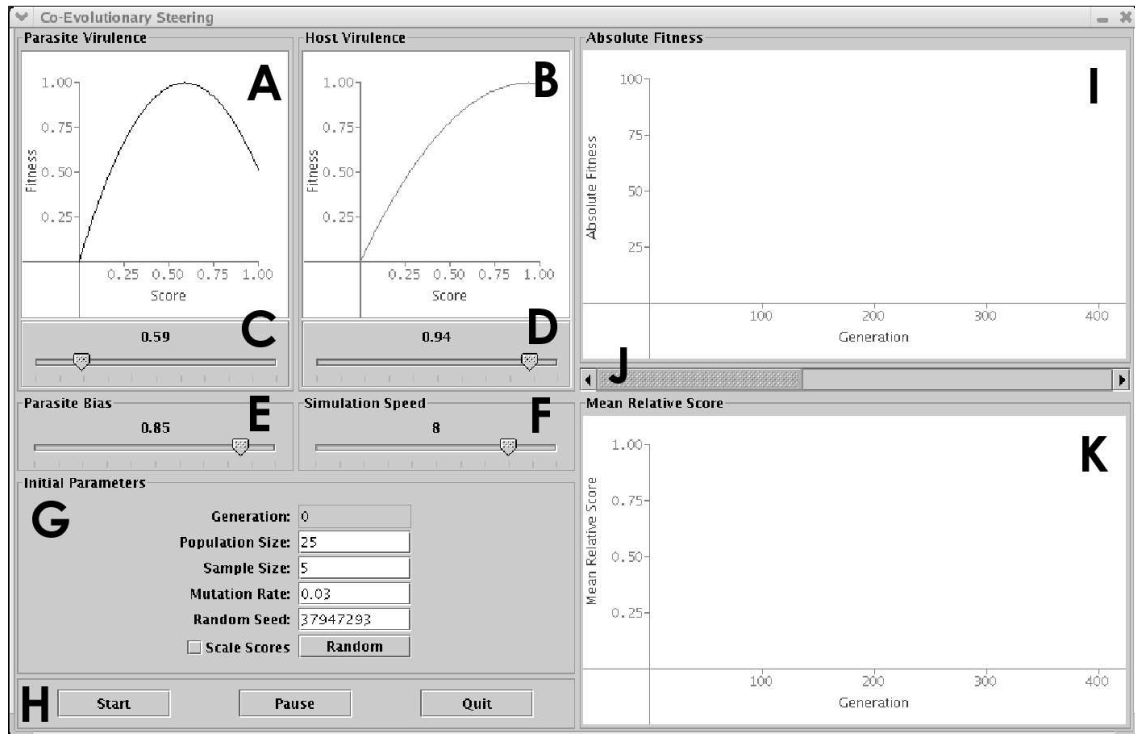 Co-Evolutionary Steering
Parasite Virulence
A
1.00
0.75
0.50
0.25
Fitness
0.25 0.50 0.75 1.00
Score
Host Virulence
B
1.00
0.75
0.50
0.25
0.25 0.50 0.75 1.00
Score
0.59
C
0.94
D
Parasite Bias
0.85
E
Simulation Speed
8
F
Initial Parameters
G
Generation: 0
Population Size: 25
Sample Size: 5
Mutation Rate: 0.03
Random Seed: 37947293
Scale Scores Random
H
Start Pause Quit
Absolute Fitness
I
100
75
50
25
Absolute Fitness
100 200 300 400
Generation
J
Mean Relative Score
K
1.00
0.75
0.50
0.25
Mean Relative Score
100 200 300 400
Generation